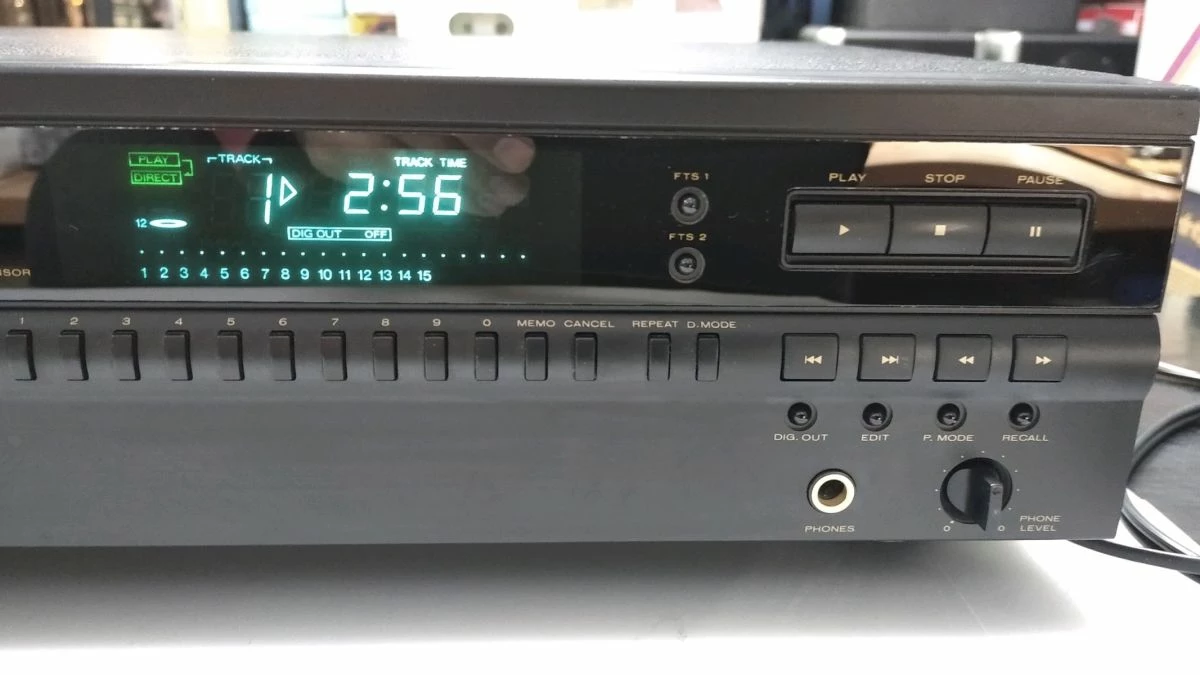 PLAY
DIRECT
TRACK
TRACK TIME
1 2:56
12
DIG OUT OFF
1 2 3 4 5 6 7 8 9 10 11 12 13 14 15
FTS 1
FTS 2
PLAY STOP PAUSE
1 2 3 4 5 6 7 8 9 0 MEMO CANCEL REPEAT D.MODE
DIG. OUT EDIT P. MODE RECALL
PHONES
0 0
PHONE
LEVEL